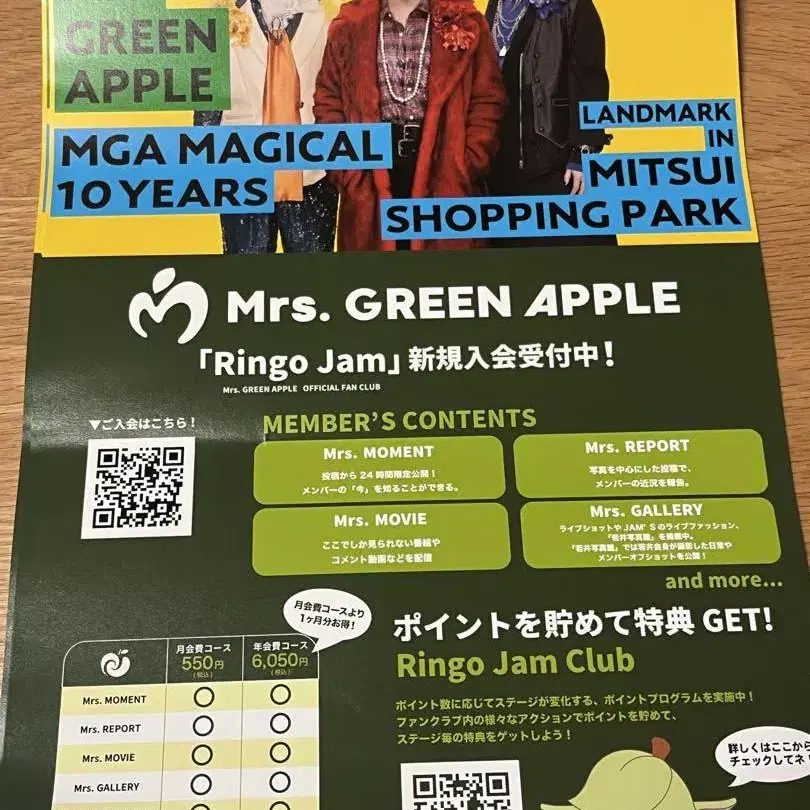 GREEN
APPLE
MGA MAGICAL
10 YEARS
LANDMARK
IN
MITSUI
SHOPPING PARK
Mrs. GREEN APPLE
「Ringo Jam」新規入会受付中！
Mrs. GREEN APPLE OFFICIAL FAN CLUB
▼ご入会はこちら！
MEMBER'S CONTENTS
Mrs. MOMENT
投稿から24時間限定公開！
メンバーの「今」を知ることができる。
Mrs. REPORT
写真を中心にした投稿で、
メンバーの近況を報告。
Mrs. MOVIE
ここでしか見られない番組や
コメント動画などを配信
Mrs. GALLERY
ライブショットやJAM'Sのライブファッション、
「若井写真館」を掲載中。
「若井写真館」では若井自身が撮影した日常や
メンバーオフショットを公開！
and more...
月会費コースより
1ヶ月分お得！
月会費コース
550円
(税込)
年会費コース
6,050円
(税込)
Mrs. MOMENT ○ ○
Mrs. REPORT ○ ○
Mrs. MOVIE ○ ○
Mrs. GALLERY ○ ○
ポイントを貯めて特典 GET!
Ringo Jam Club
ポイント数に応じてステージが変化する、ポイントプログラムを実施中！
ファンクラブ内の様々なアクションでポイントを貯めて、
ステージ毎の特典をゲットしよう！
詳しくはここから
チェックしてネ